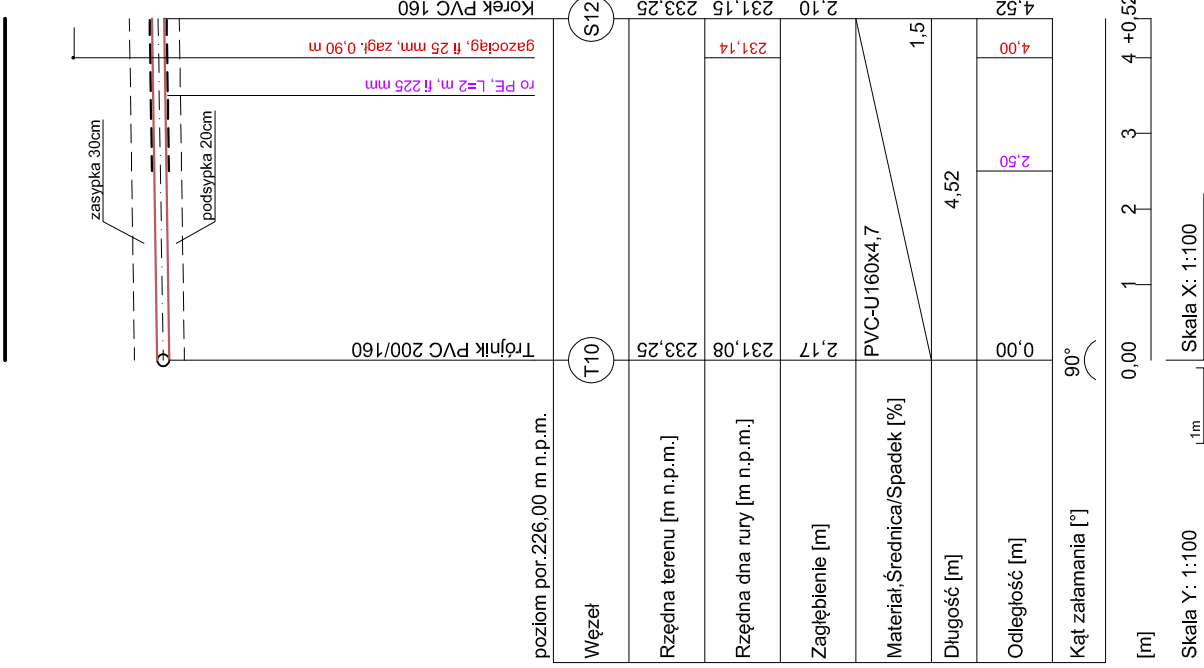 zasypka 30cm
podsypka 20cm
Trójnik PVC 200/160
ro PE, L=2 m, fi 225 mm
gazociąg, fi 25 mm, zagł. 0,90 m
Korek PVC 160
poziom por.226,00 m n.p.m.
Węzeł
T10
S12
Rzędna terenu [m n.p.m.]
233,25
233,25
Rzędna dna rury [m n.p.m.]
231,08
231,14
231,15
Zagłębienie [m]
2,17
2,10
Materiał,Średnica/Spadek [%]
PVC-U160x4,7
1,5
Długość [m]
4,52
Odległość [m]
0,00
2,50
4,00
4,52
Kąt załamania [°]
90°
[m]
0,00
1
2
3
4
+0,52
Skala Y: 1:100
1m
Skala X: 1:100